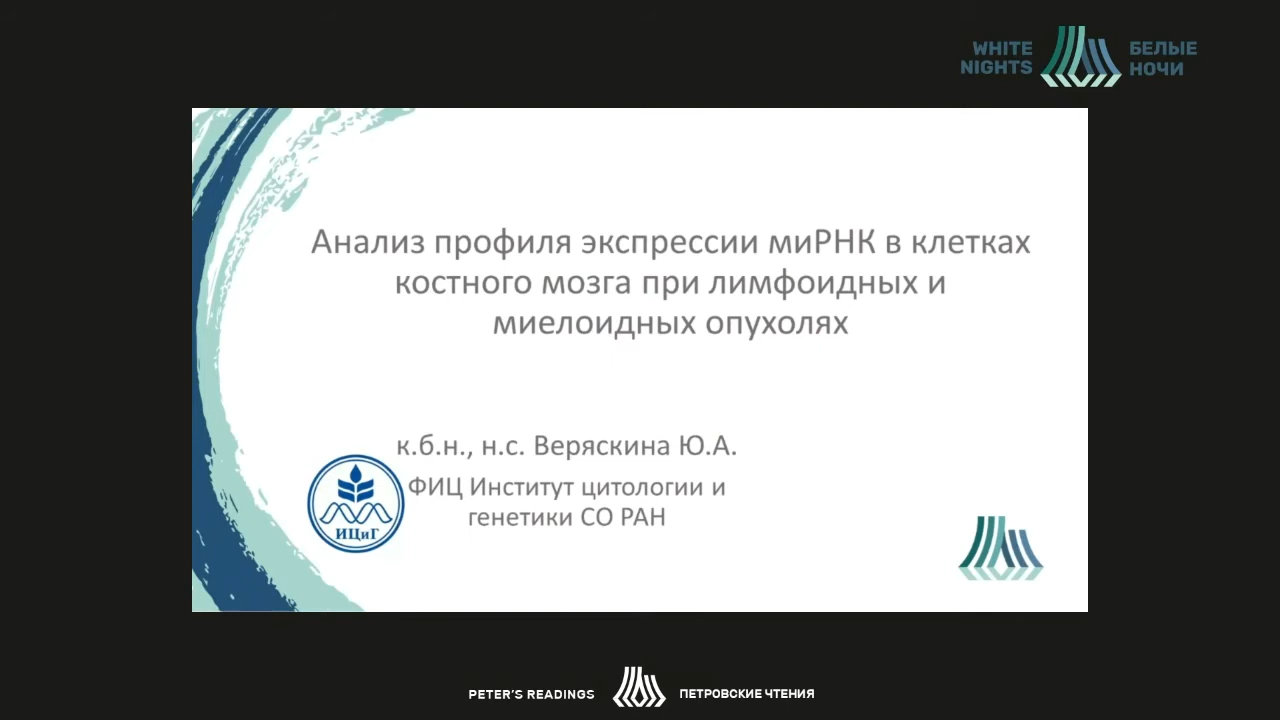 WHITE
NIGHTS
БЕЛЫЕ
НОЧИ
Анализ профиля экспрессии миРНК в клетках
костного мозга при лимфоидных и
миелоидных опухолях
к.б.н., н.с. Веряскина Ю.А.
ФИЦ Институт цитологии и
генетики СО РАН
ИЦиГ
PETER'S READINGS
ПЕТРОВСКИЕ ЧТЕНИЯ